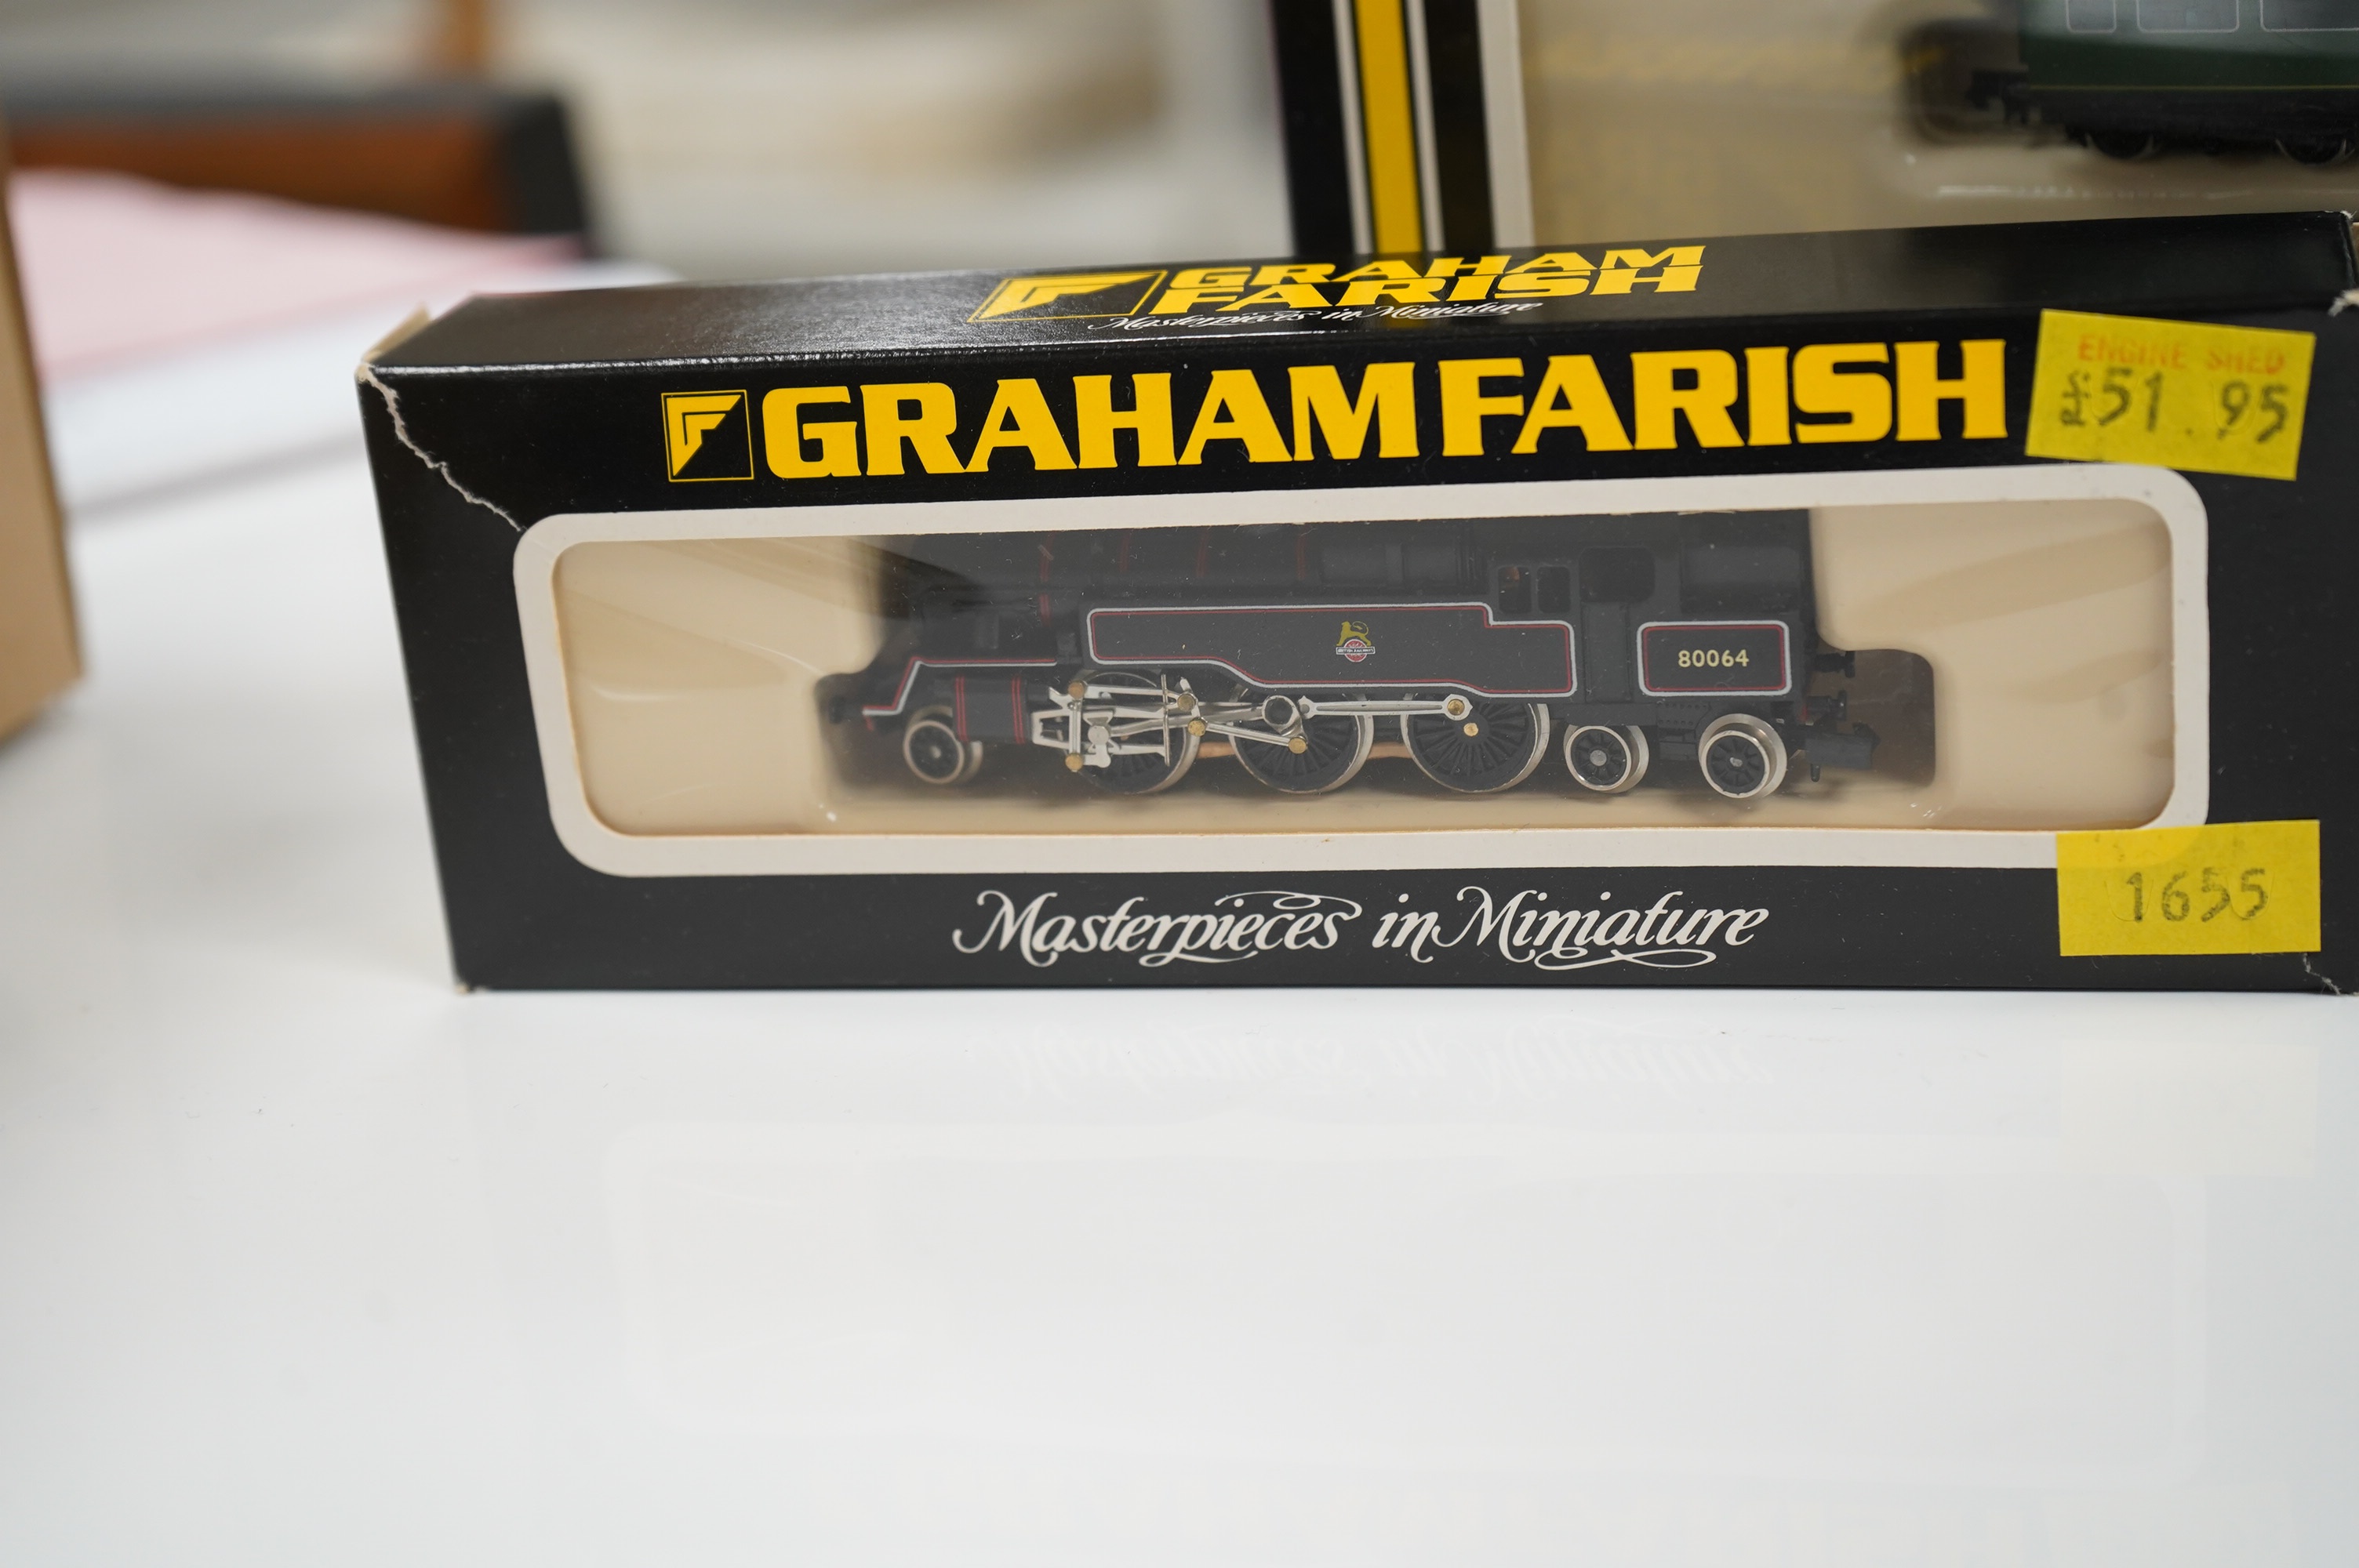 GRAHAM
FARISH
Masterpieces in Miniature
GRAHAM FARISH
ENGINE SHED
£51.95
80064
1655
Masterpieces in Miniature